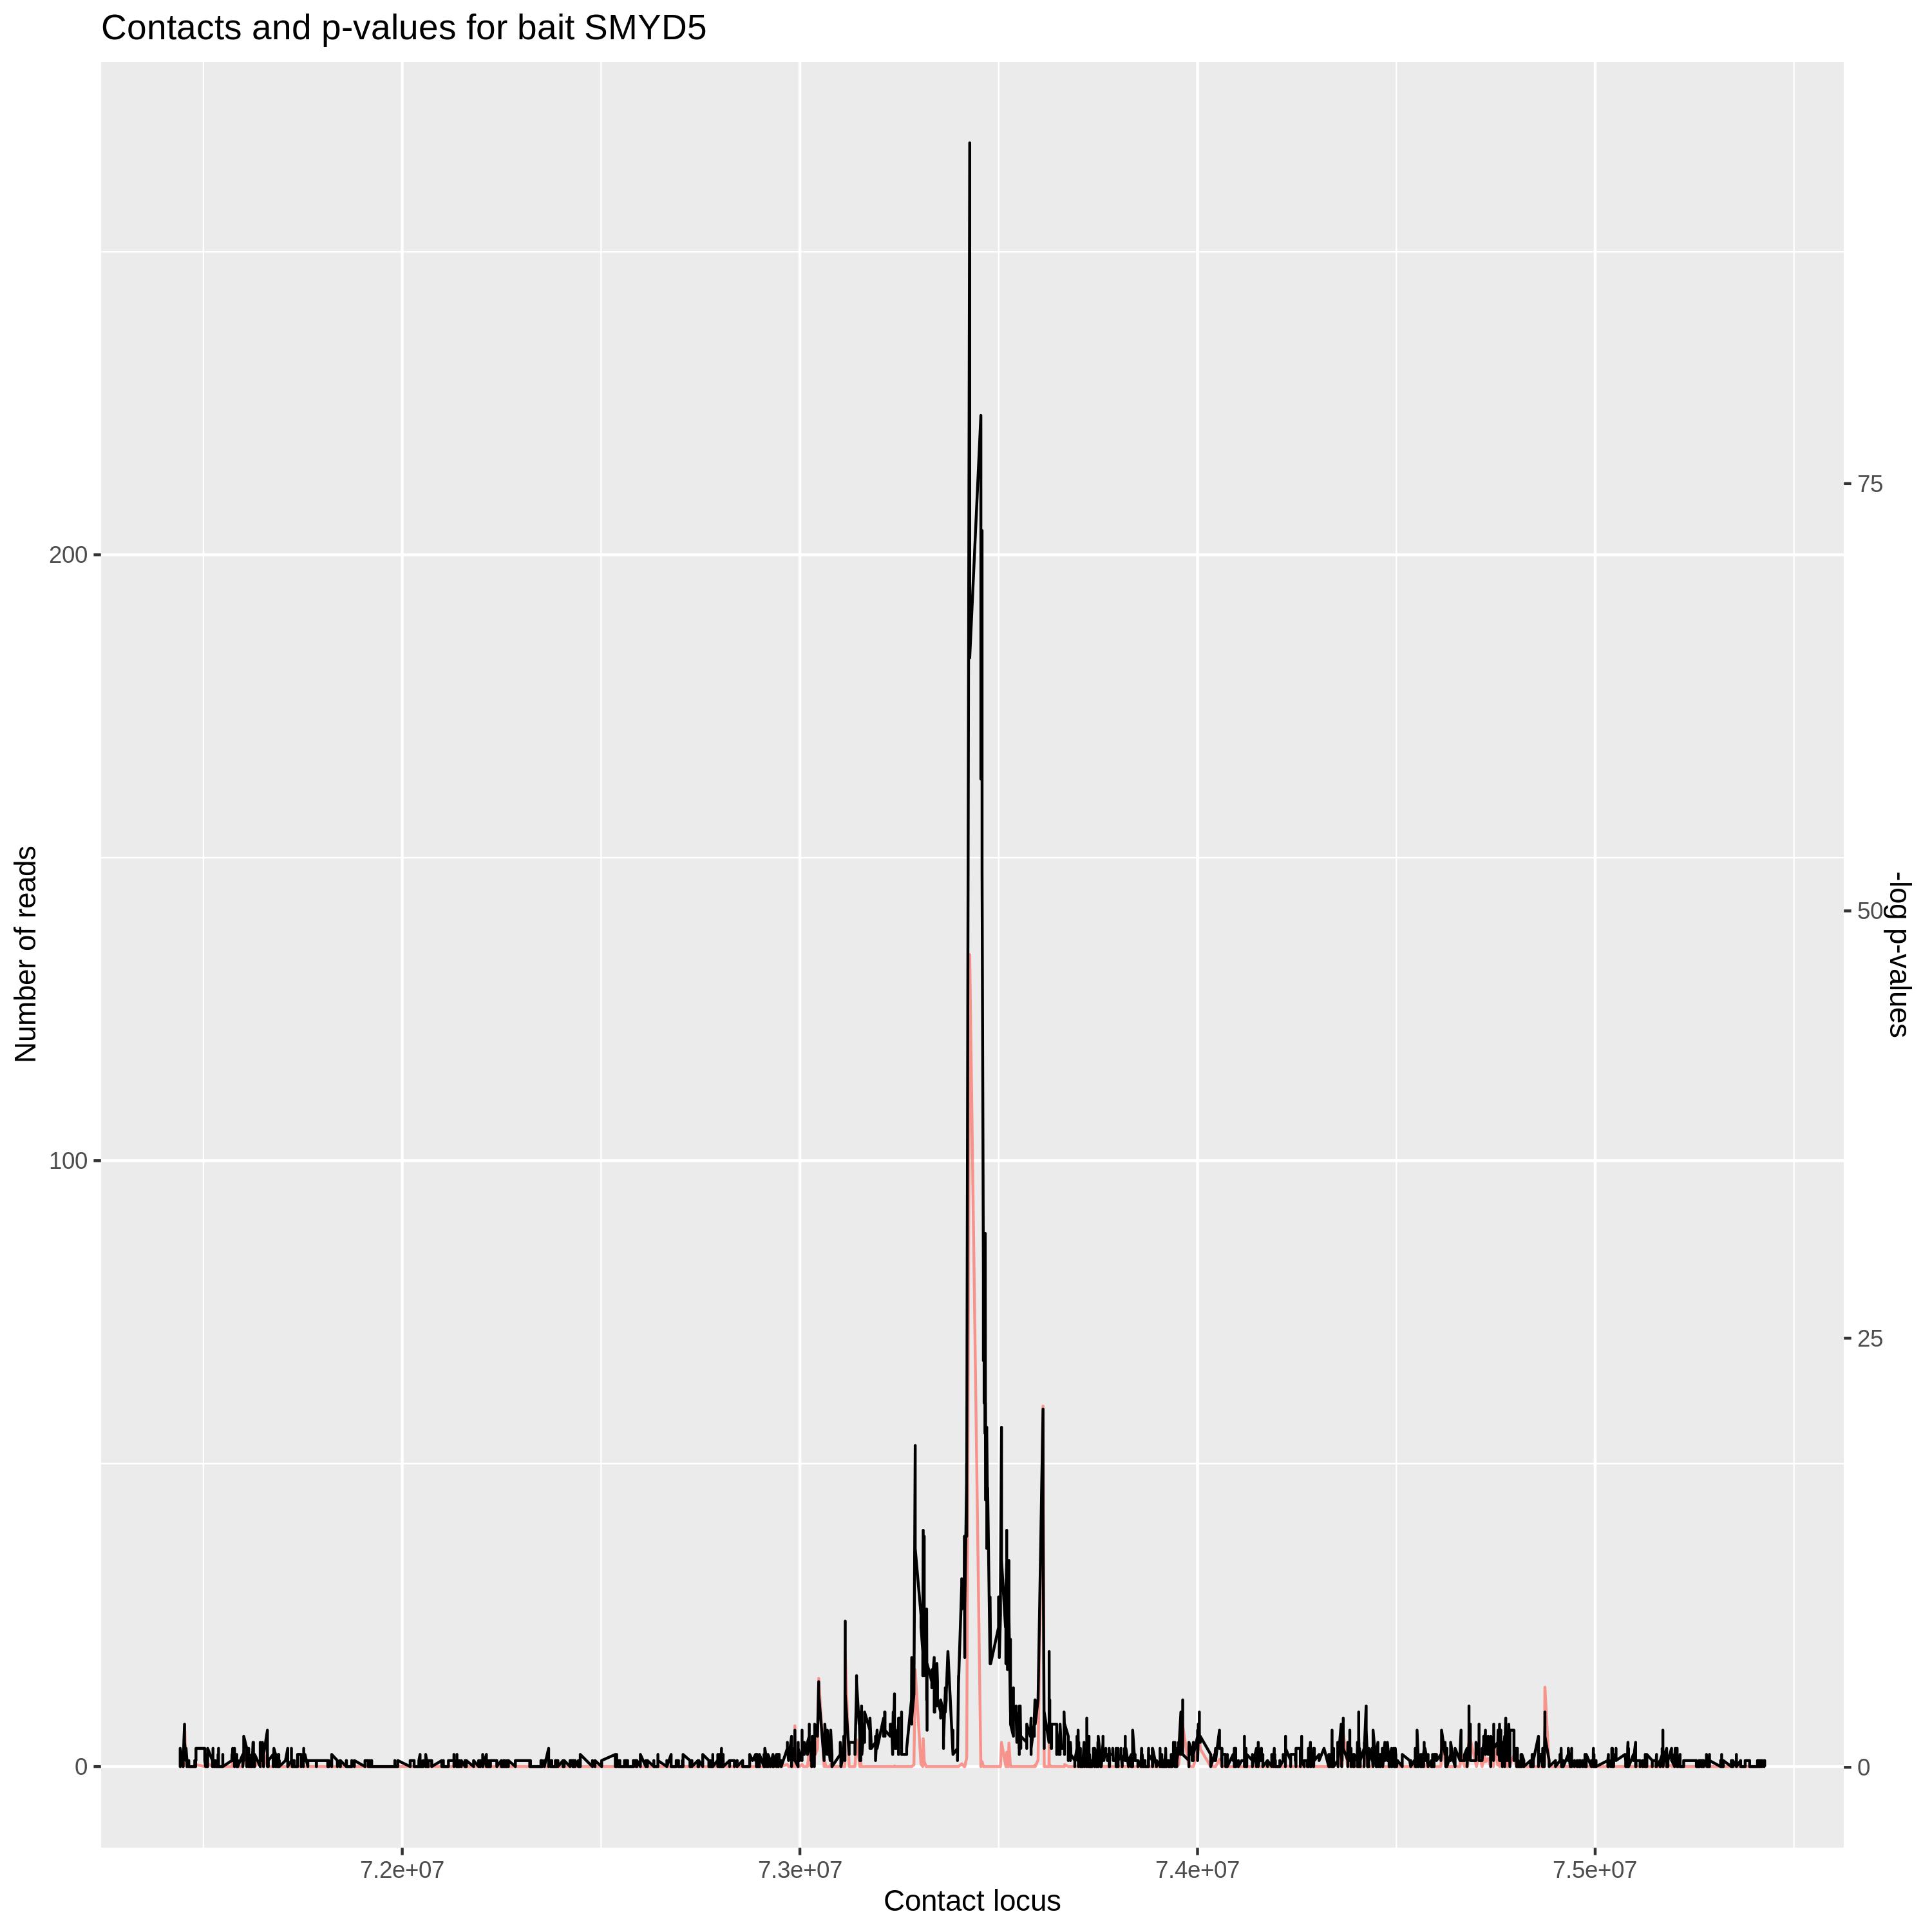 Contacts and p-values for bait SMYD5
Number of reads
200
100
0
75
50
25
0
-log p-values
7.2e+07
7.3e+07
7.4e+07
7.5e+07
Contact locus